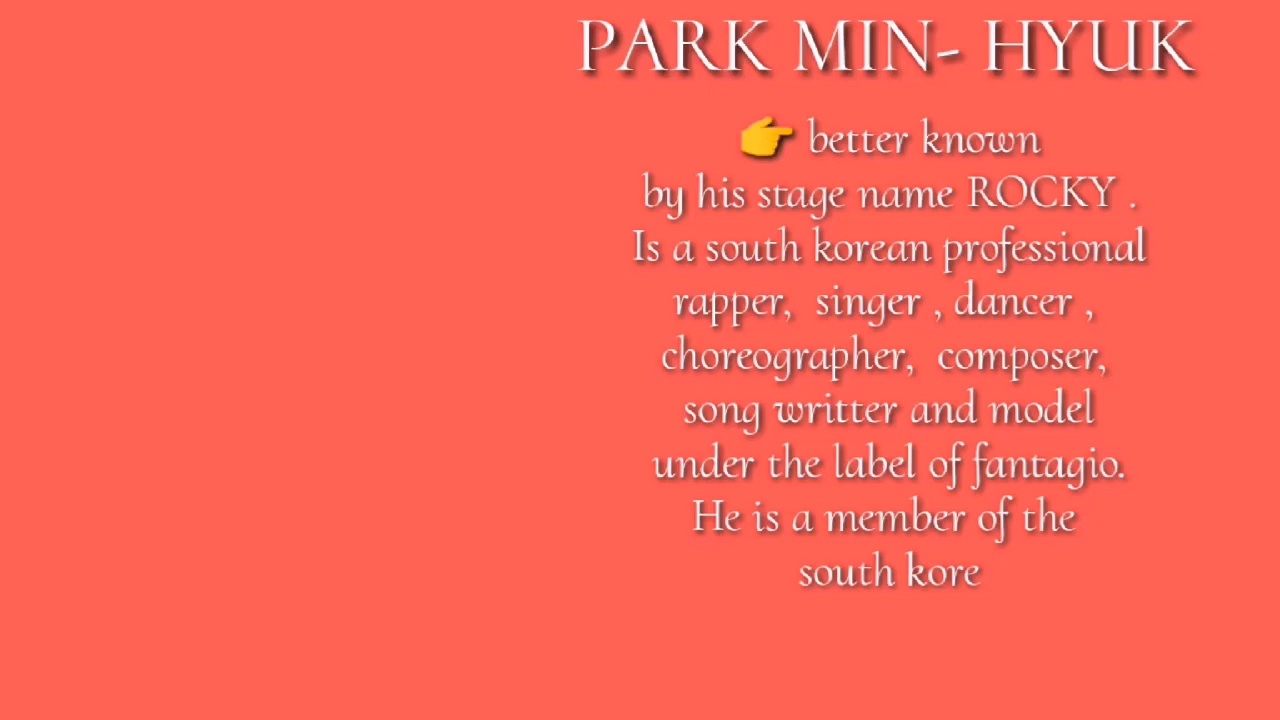 PARK MIN- HYUK
👉 better known
by his stage name ROCKY .
Is a south korean professional
rapper,  singer , dancer ,
choreographer,  composer,
song writter and model
under the label of fantagio.
He is a member of the
south kore